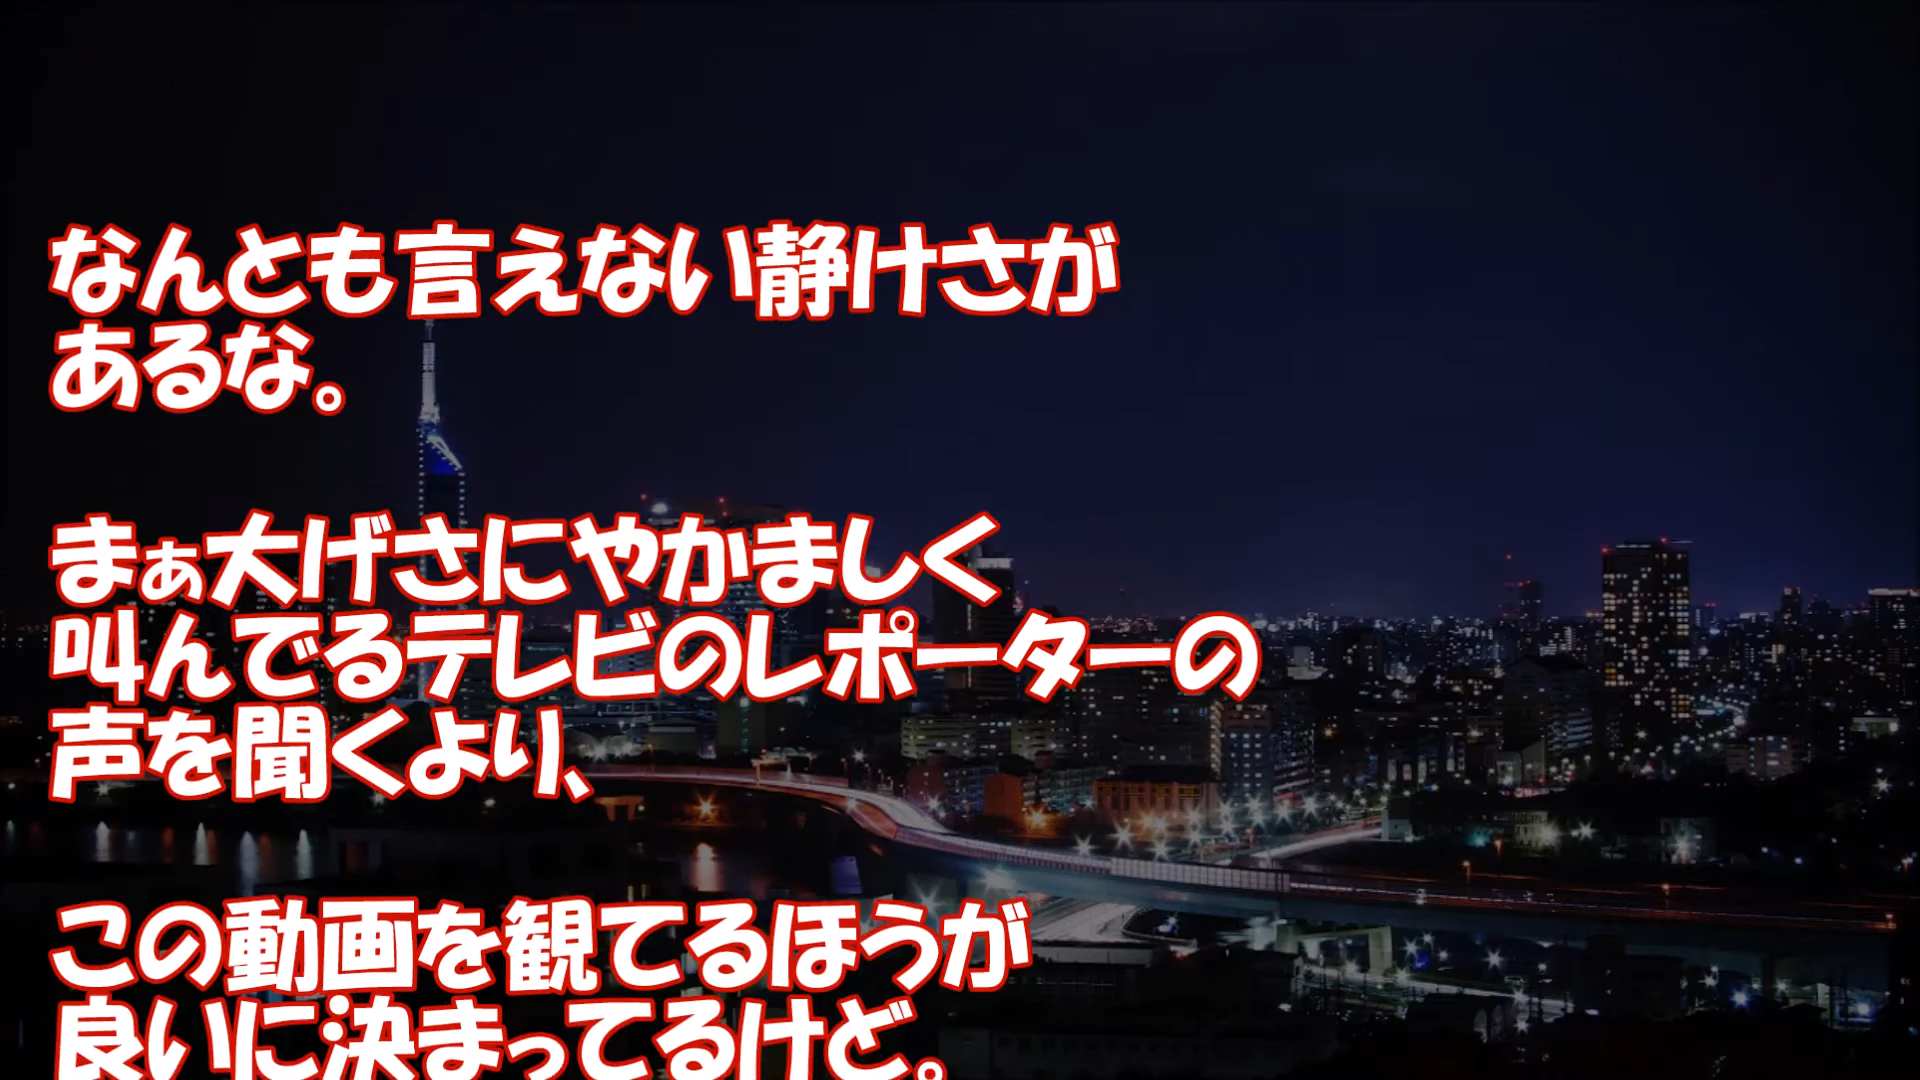 なんとも言えない静けさが
あるな。
まぁ大げさにやかましく
叫んでるテレビのレポーターの
声を聞くより、
この動画を観てるほうが
良いに決まってるけど。